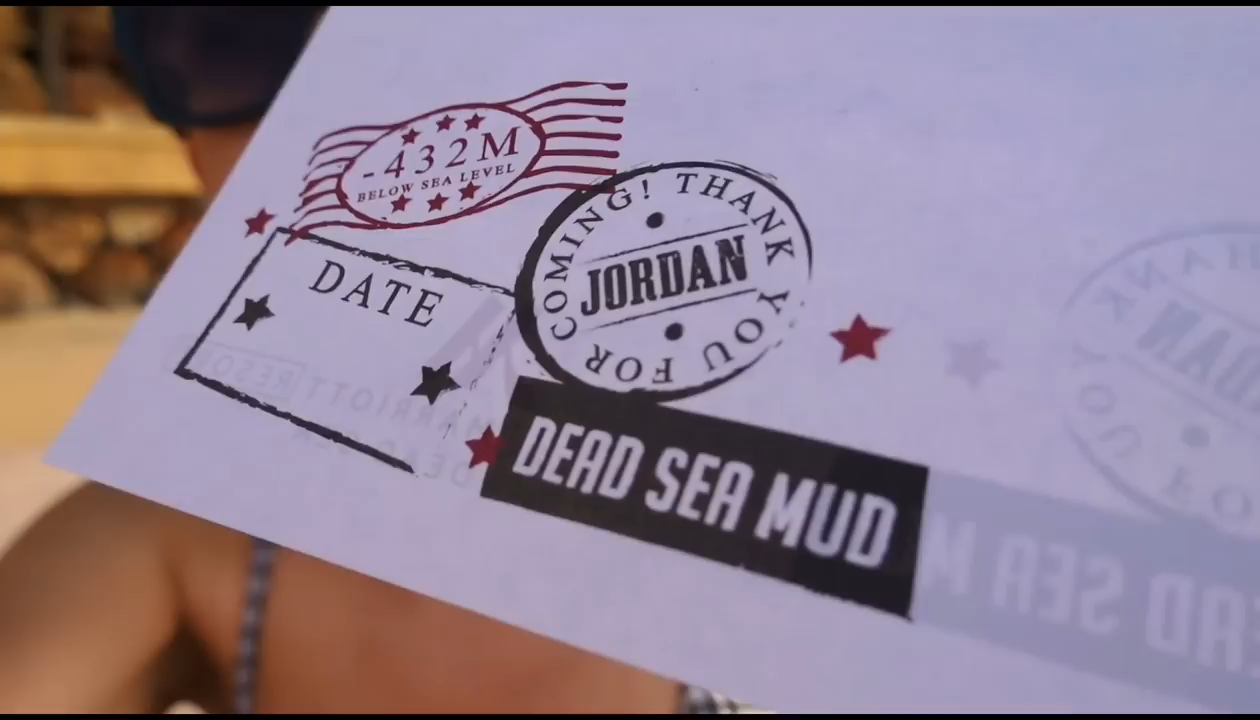 -432M
BELOW SEA LEVEL
THANK YOU FOR COMING!
JORDAN
DATE
DEAD SEA MUD